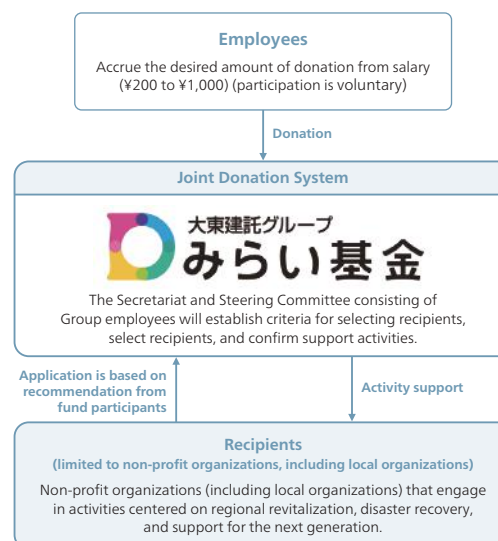 Employees
Accrue the desired amount of donation from salary
(¥200 to ¥1,000) (participation is voluntary)
Donation
Joint Donation System
大東建託グループ
みらい基金
The Secretariat and Steering Committee consisting of
Group employees will establish criteria for selecting recipients,
select recipients, and confirm support activities.
Application is based on
recommendation from
fund participants
Activity support
Recipients
(limited to non-profit organizations, including local organizations)
Non-profit organizations (including local organizations) that engage
in activities centered on regional revitalization, disaster recovery,
and support for the next generation.